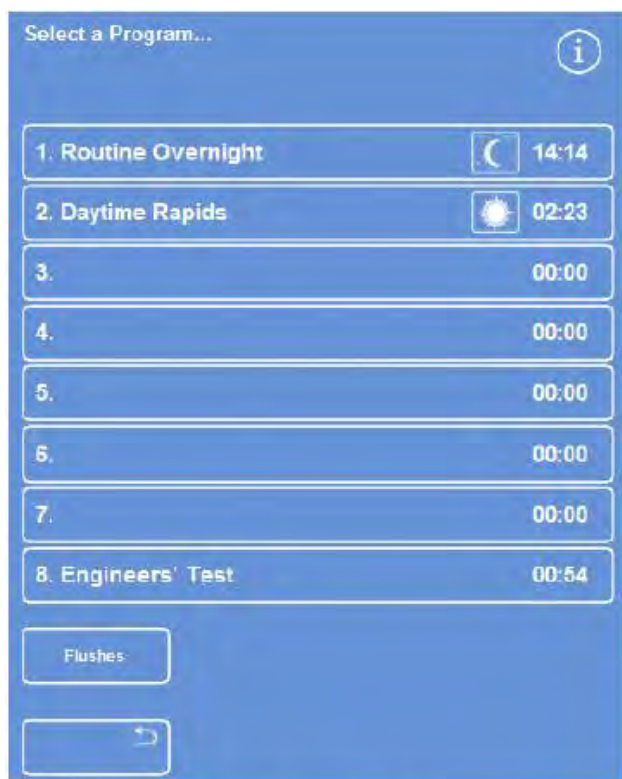 Select a Program...
i
1. Routine Overnight 14:14
2. Daytime Rapids 02:23
3. 00:00
4. 00:00
5. 00:00
6. 00:00
7. 00:00
8. Engineers' Test 00:54
Flushes